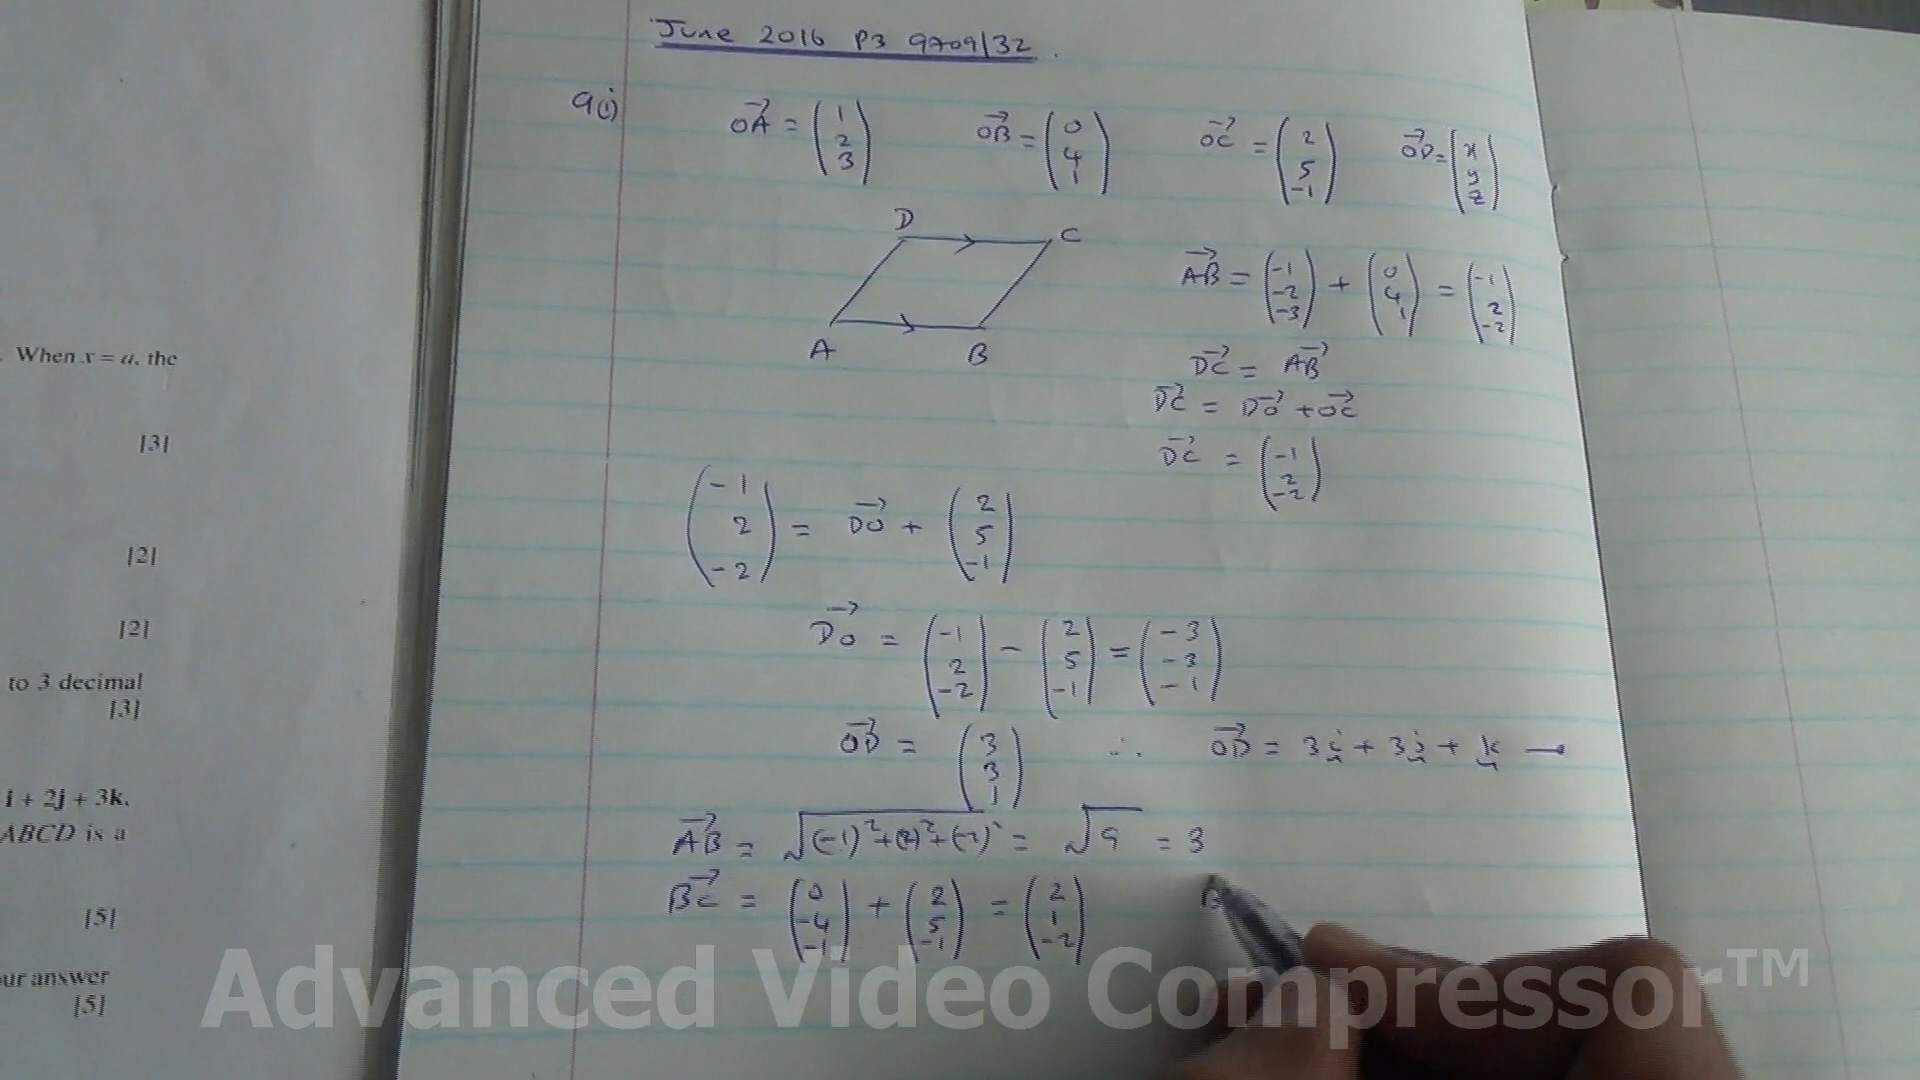 June 2016 P3 9709/32 .
9(i) OA→ = (1 2 3) OB→ = (0 4 1) OC→ = (2 5 -1) OD→ = (x y z)
D C
A B
AB→ = (-1 -2 -3) + (0 4 1) = (-1 2 -2)
DC→ = AB→
DC→ = DO→ + OC→
DC→ = (-1 2 -2)
(-1 2 -2) = DO→ + (2 5 -1)
DO→ = (-1 2 -2) - (2 5 -1) = (-3 -3 -1)
OD→ = (3 3 1) ∴ OD→ = 3i + 3j + k
AB→ = √(-1)²+(2)²+(-2)² = √9 = 3
BC→ = (0 -4 -1) + (2 5 -1) = (2 1 -2) B
. When x = a, the
[3]
[2]
[2]
to 3 decimal
[3]
i + 2j + 3k,
ABCD is a
[5]
ur answer
[5]
Advanced Video Compressor™